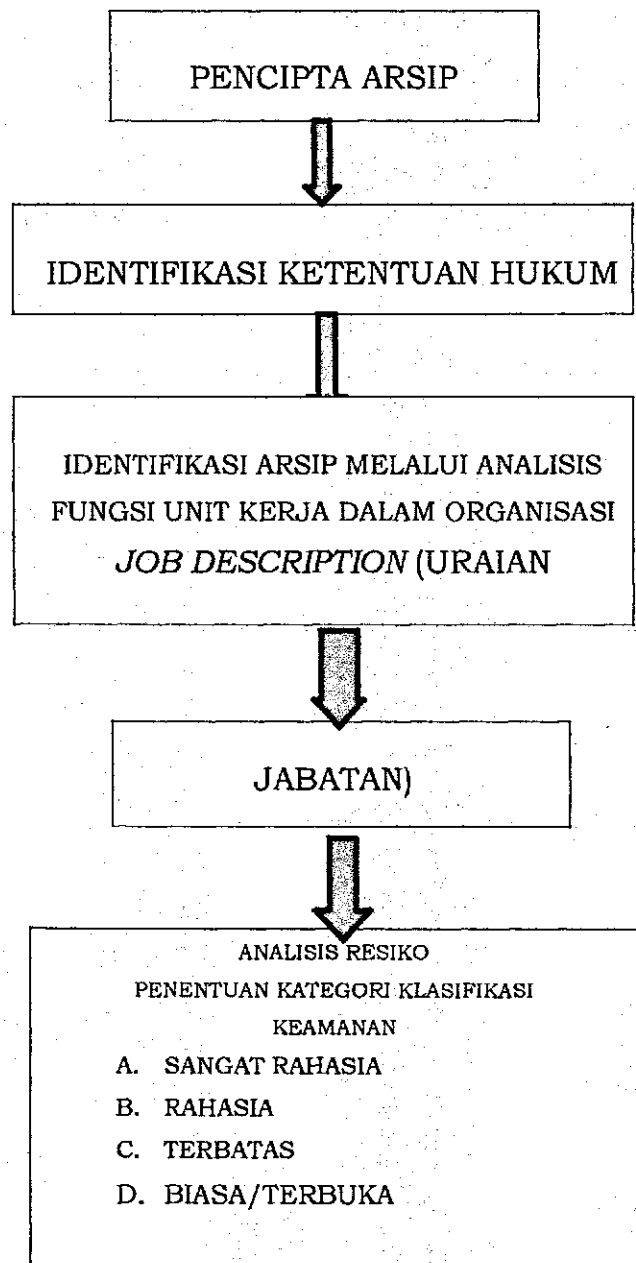 PENCIPTA ARSIP
IDENTIFIKASI KETENTUAN HUKUM
IDENTIFIKASI ARSIP MELALUI ANALISIS
FUNGSI UNIT KERJA DALAM ORGANISASI
JOB DESCRIPTION (URAIAN
JABATAN)
ANALISIS RESIKO
PENENTUAN KATEGORI KLASIFIKASI
KEAMANAN
A. SANGAT RAHASIA
B. RAHASIA
C. TERBATAS
D. BIASA/TERBUKA